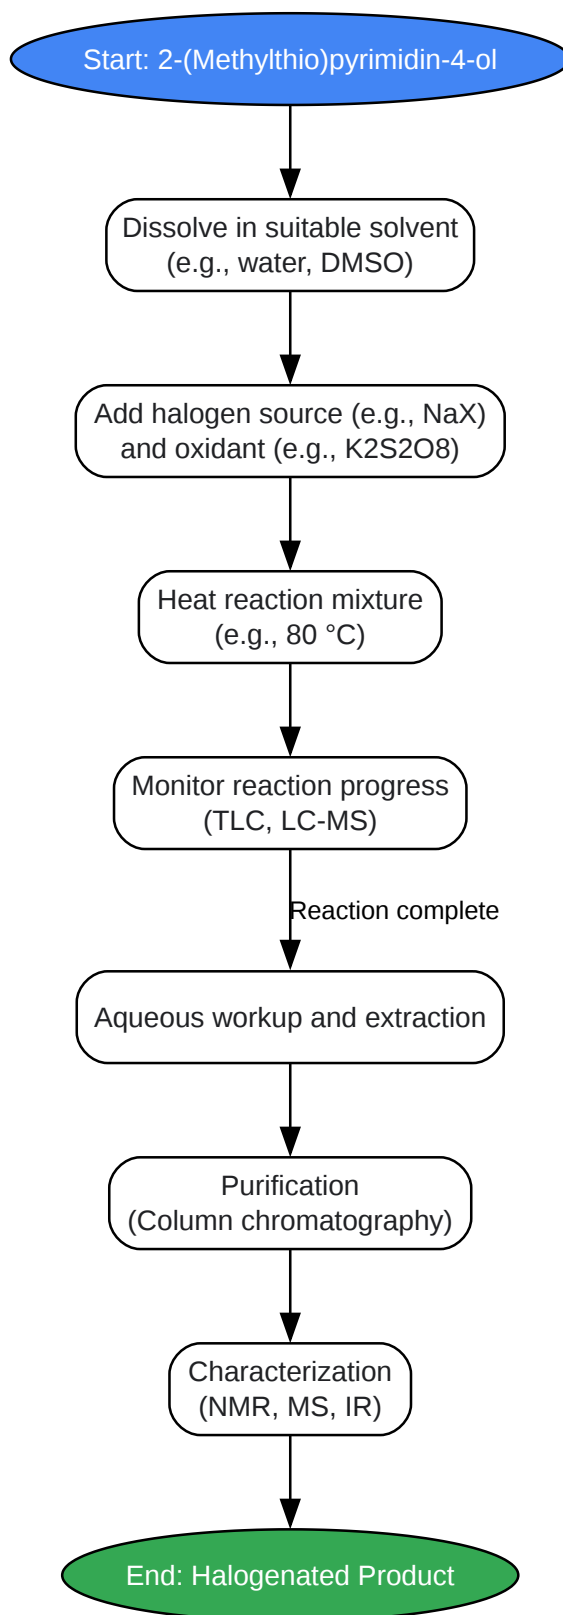 Start: 2-(Methylthio)pyrimidin-4-ol
Dissolve in suitable solvent
(e.g., water, DMSO)
Add halogen source (e.g., NaX)
and oxidant (e.g., K2S2O8)
Heat reaction mixture
(e.g., 80 °C)
Monitor reaction progress
(TLC, LC-MS)
Reaction complete
Aqueous workup and extraction
Purification
(Column chromatography)
Characterization
(NMR, MS, IR)
End: Halogenated Product